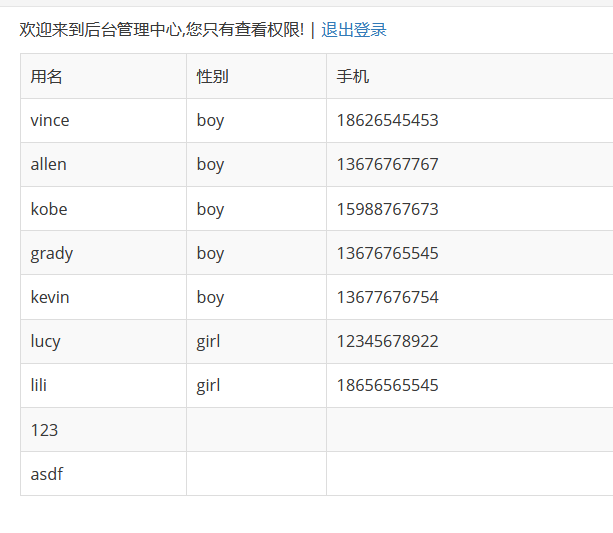 欢迎来到后台管理中心,您只有查看权限! | 退出登录
用名 性别 手机
vince boy 18626545453
allen boy 13676767767
kobe boy 15988767673
grady boy 13676765545
kevin boy 13677676754
lucy girl 12345678922
lili girl 18656565545
123
asdf